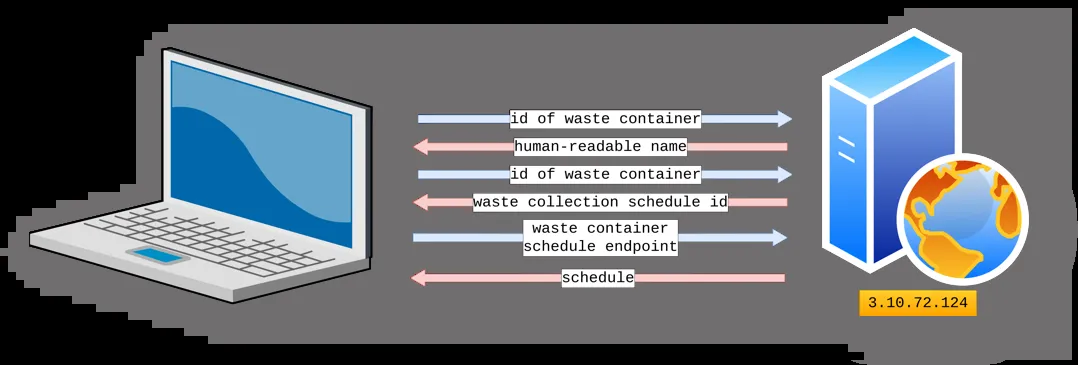 id of waste container
human-readable name
id of waste container
waste collection schedule id
waste container
schedule endpoint
schedule
3.10.72.124